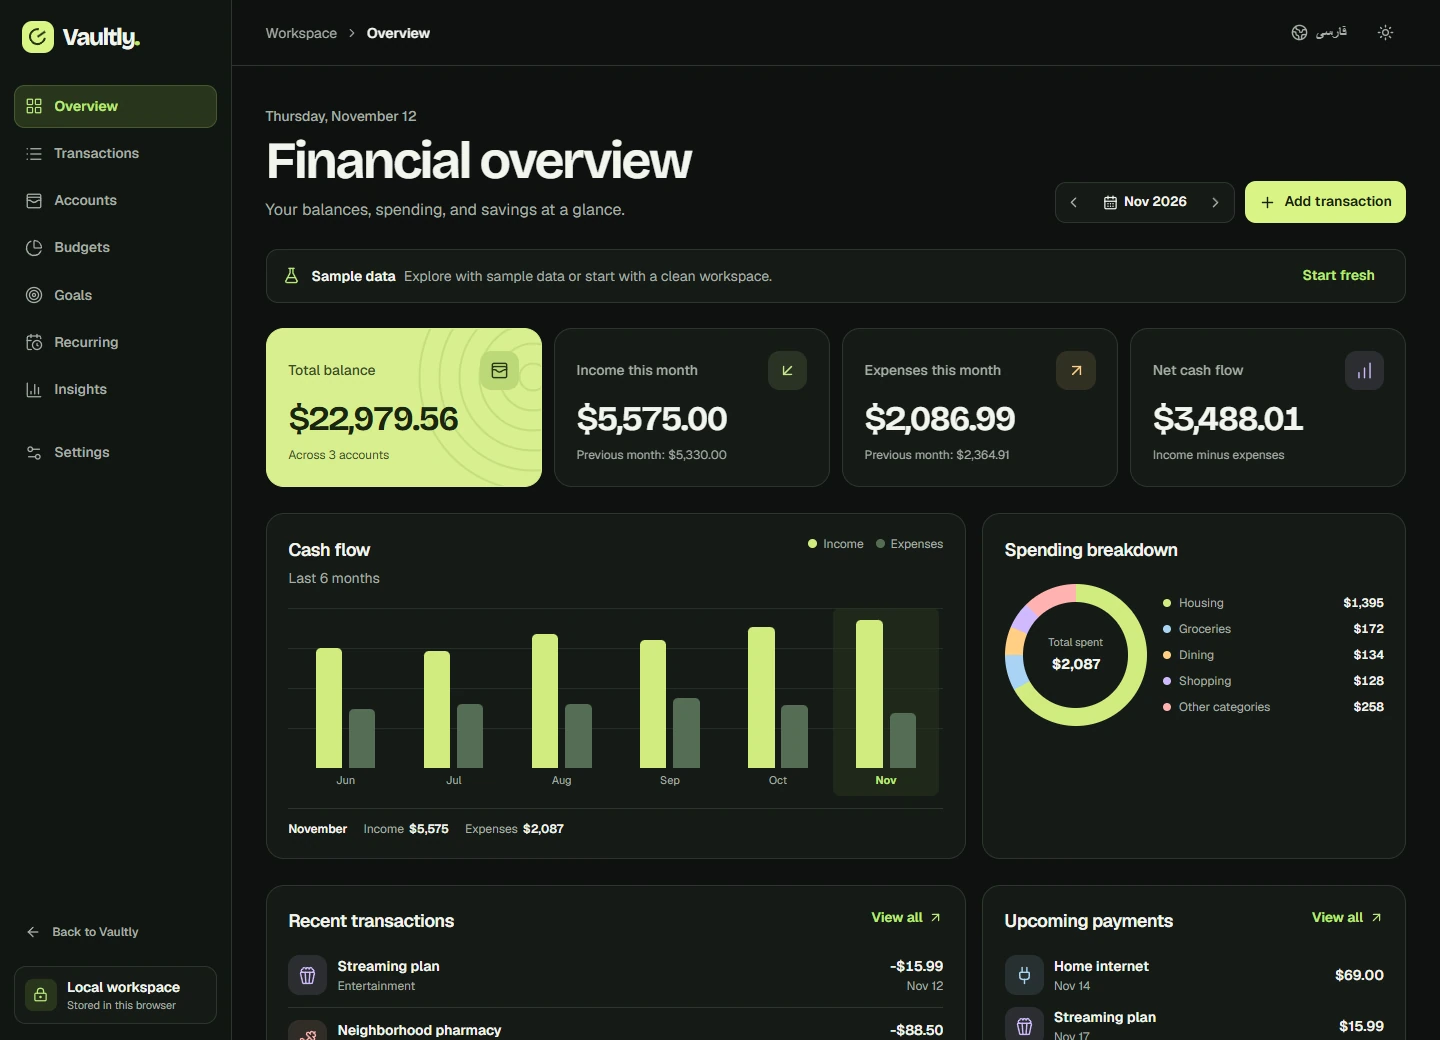 Vaultly.
Workspace > Overview
فارسی
Overview
Transactions
Accounts
Budgets
Goals
Recurring
Insights
Settings
Back to Vaultly
Local workspace
Stored in this browser
Thursday, November 12
Financial overview
Your balances, spending, and savings at a glance.
Nov 2026
Add transaction
Sample data Explore with sample data or start with a clean workspace.
Start fresh
Total balance
$22,979.56
Across 3 accounts
Income this month
$5,575.00
Previous month: $5,330.00
Expenses this month
$2,086.99
Previous month: $2,364.91
Net cash flow
$3,488.01
Income minus expenses
Cash flow
Income Expenses
Last 6 months
Jun Jul Aug Sep Oct Nov
November Income $5,575 Expenses $2,087
Spending breakdown
Total spent
$2,087
Housing $1,395
Groceries $172
Dining $134
Shopping $128
Other categories $258
Recent transactions
View all
Streaming plan -$15.99
Entertainment Nov 12
Neighborhood pharmacy -$88.50
Upcoming payments
View all
Home internet $69.00
Nov 14
Streaming plan $15.99
Nov 17